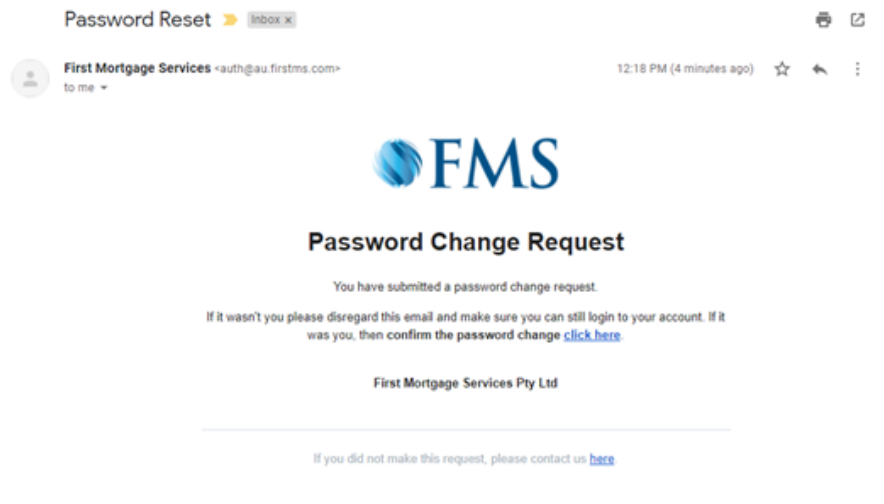 Password Reset Inbox x
First Mortgage Services <auth@au.firstms.com> 12:18 PM (4 minutes ago)
to me
FMS
Password Change Request
You have submitted a password change request.
If it wasn't you please disregard this email and make sure you can still login to your account. If it
was you, then confirm the password change click here.
First Mortgage Services Pty Ltd
If you did not make this request, please contact us here